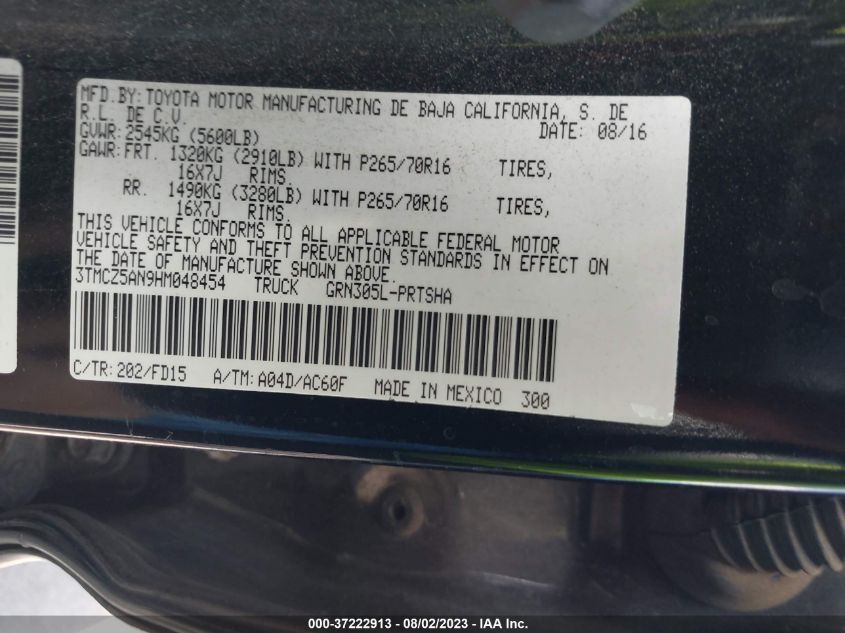 MFD.BY:TOYOTA MOTOR MANUFACTURING DE BAJA CALIFORNIA, S. DE
R.L. DE C.V. DATE: 08/16
GVWR:2545KG (5600LB)
GAWR:FRT. 1320KG (2910LB) WITH P265/70R16 TIRES,
16X7J RIMS.
RR. 1490KG (3280LB) WITH P265/70R16 TIRES,
16X7J RIMS.
THIS VEHICLE CONFORMS TO ALL APPLICABLE FEDERAL MOTOR
VEHICLE SAFETY AND THEFT PREVENTION STANDARDS IN EFFECT ON
THE DATE OF MANUFACTURE SHOWN ABOVE.
3TMCZ5AN9HM048454 TRUCK GRN305L-PRTSHA
C/TR:202/FD15 A/TM:A04D/AC60F MADE IN MEXICO 300
000-37222913 - 08/02/2023 - IAA Inc.